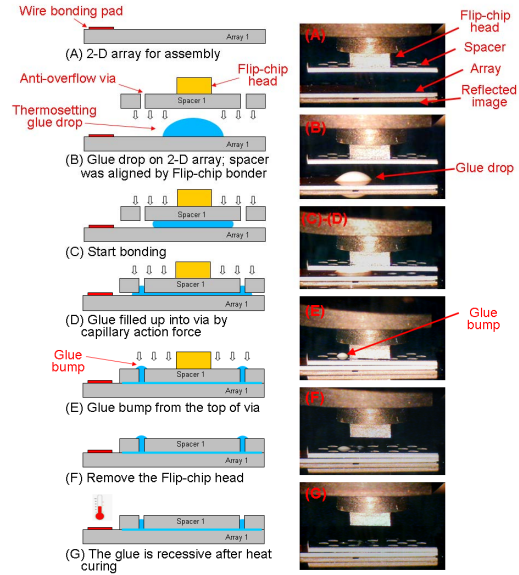 Wire bonding pad
Array 1
(A) 2-D array for assembly
Anti-overflow via
Flip-chip
head
Spacer 1
Thermosetting
glue drop
Array 1
(B) Glue drop on 2-D array; spacer
was aligned by Flip-chip bonder
Spacer 1
Array 1
(C) Start bonding
Spacer 1
Array 1
(D) Glue filled up into via by
capillary action force
Glue
bump
Spacer 1
Array 1
(E) Glue bump from the top of via
Spacer 1
Array 1
(F) Remove the Flip-chip head
Spacer 1
Array 1
(G) The glue is recessive after heat
curing
(A)
Flip-chip
head
Spacer
Array
Reflected
image
(B)
Glue drop
(C)-(D)
(E)
Glue
bump
(F)
(G)